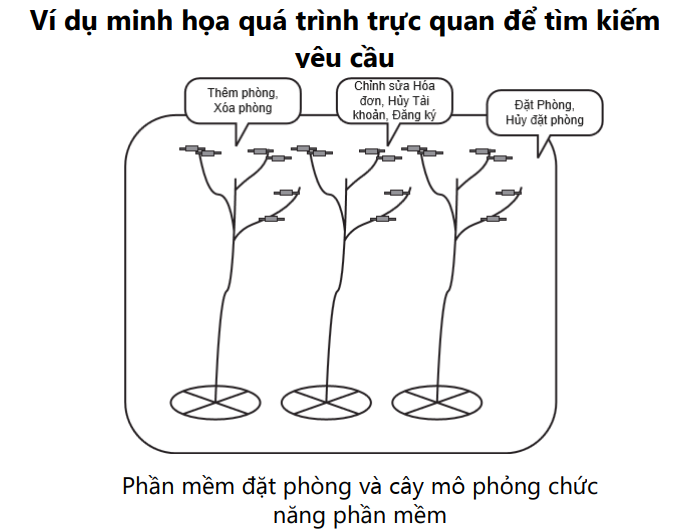 Ví dụ minh họa quá trình trực quan để tìm kiếm
yêu cầu
Thêm phòng,
Xóa phòng
Chỉnh sửa Hóa
đơn, Hủy Tài
khoản, Đăng ký
Đặt Phòng,
Hủy đặt phòng
Phần mềm đặt phòng và cây mô phỏng chức
năng phần mềm